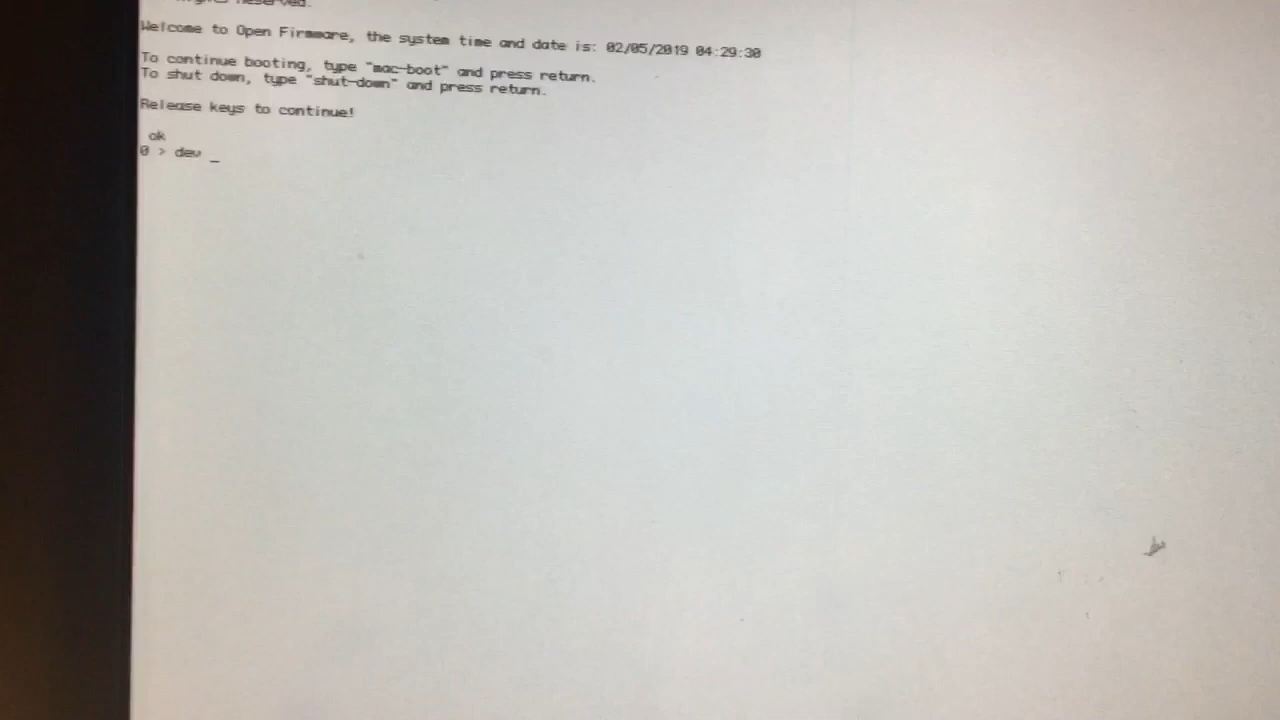 reserved.
Welcome to Open Firmware, the system time and date is: 02/05/2019 04:29:30
To continue booting, type "mac-boot" and press return.
To shut down, type "shut-down" and press return.
Release keys to continue!
ok
0 > dev _